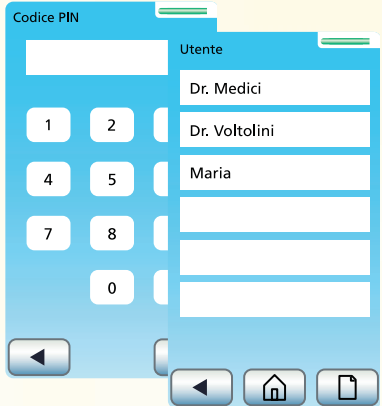 Codice PIN
1 2
4 5
7 8
0
Utente
Dr. Medici
Dr. Voltolini
Maria